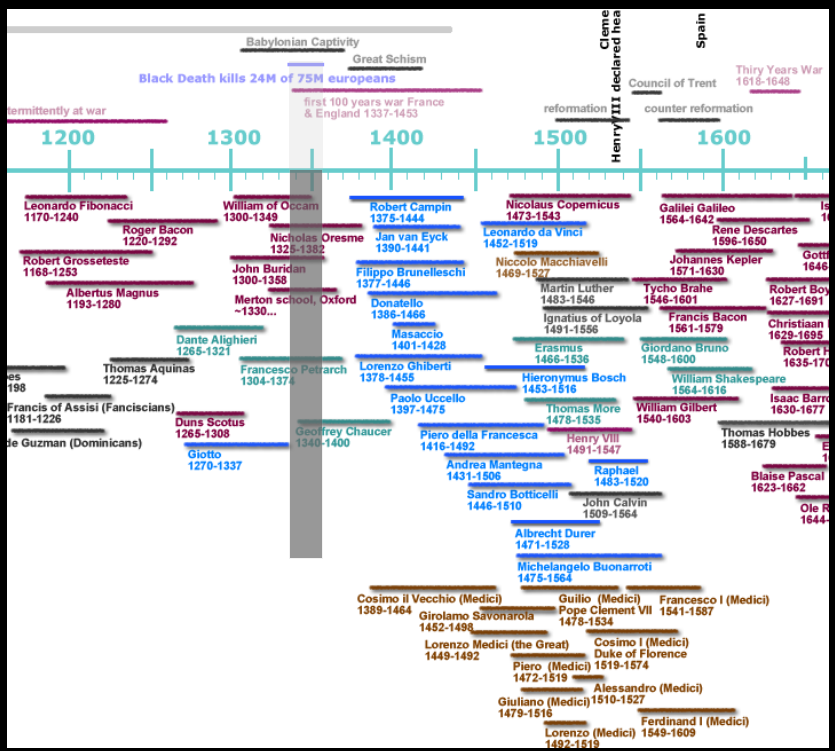 Cleme
Henry VIII declared hea
Spain
Babylonian Captivity
Great Schism
Black Death kills 24M of 75M europeans
Thiry Years War
1618-1648
Council of Trent
termittently at war
first 100 years war France
& England 1337-1453
reformation
counter reformation
1200
1300
1400
1500
1600
Leonardo Fibonacci
1170-1240
William of Occam
1300-1349
Robert Campin
1375-1444
Nicolaus Copernicus
1473-1543
Galilei Galileo
1564-1642
Is
16
Roger Bacon
1220-1292
Nicholas Oresme
1325-1382
Jan van Eyck
1390-1441
Leonardo da Vinci
1452-1519
Rene Descartes
1596-1650
Robert Grosseteste
1168-1253
John Buridan
1300-1358
Filippo Brunelleschi
1377-1446
Niccolo Macchiavelli
1469-1527
Johannes Kepler
1571-1630
Gottf
1646
Albertus Magnus
1193-1280
Merton school, Oxford
~1330...
Donatello
1386-1466
Martin Luther
1483-1546
Tycho Brahe
1546-1601
Robert Boy
1627-1691
Masaccio
1401-1428
Ignatius of Loyola
1491-1556
Francis Bacon
1561-1579
Christiaan
1629-1695
Dante Alighieri
1265-1321
Erasmus
1466-1536
Giordano Bruno
1548-1600
Robert H
1635-170
es
198
Thomas Aquinas
1225-1274
Francesco Petrarch
1304-1374
Lorenzo Ghiberti
1378-1455
Hieronymus Bosch
1453-1516
William Shakespeare
1564-1616
Isaac Barro
1630-1677
Francis of Assisi (Fanciscians)
1181-1226
Paolo Uccello
1397-1475
Thomas More
1478-1535
William Gilbert
1540-1603
Duns Scotus
1265-1308
Geoffrey Chaucer
1340-1400
Piero della Francesca
1416-1492
Henry VIII
1491-1547
Thomas Hobbes
1588-1679
de Guzman (Dominicans)
Giotto
1270-1337
Andrea Mantegna
1431-1506
Raphael
1483-1520
Blaise Pascal
1623-1662
Sandro Botticelli
1446-1510
John Calvin
1509-1564
Ole R
1644-
Albrecht Durer
1471-1528
Michelangelo Buonarroti
1475-1564
Cosimo il Vecchio (Medici)
1389-1464
Guilio (Medici)
Pope Clement VII
1478-1534
Francesco I (Medici)
1541-1587
Girolamo Savonarola
1452-1498
Lorenzo Medici (the Great)
1449-1492
Cosimo I (Medici)
Duke of Florence
1519-1574
Piero (Medici)
1472-1519
Alessandro (Medici)
1510-1527
Giuliano (Medici)
1479-1516
Ferdinand I (Medici)
1549-1609
Lorenzo (Medici)
1492-1519